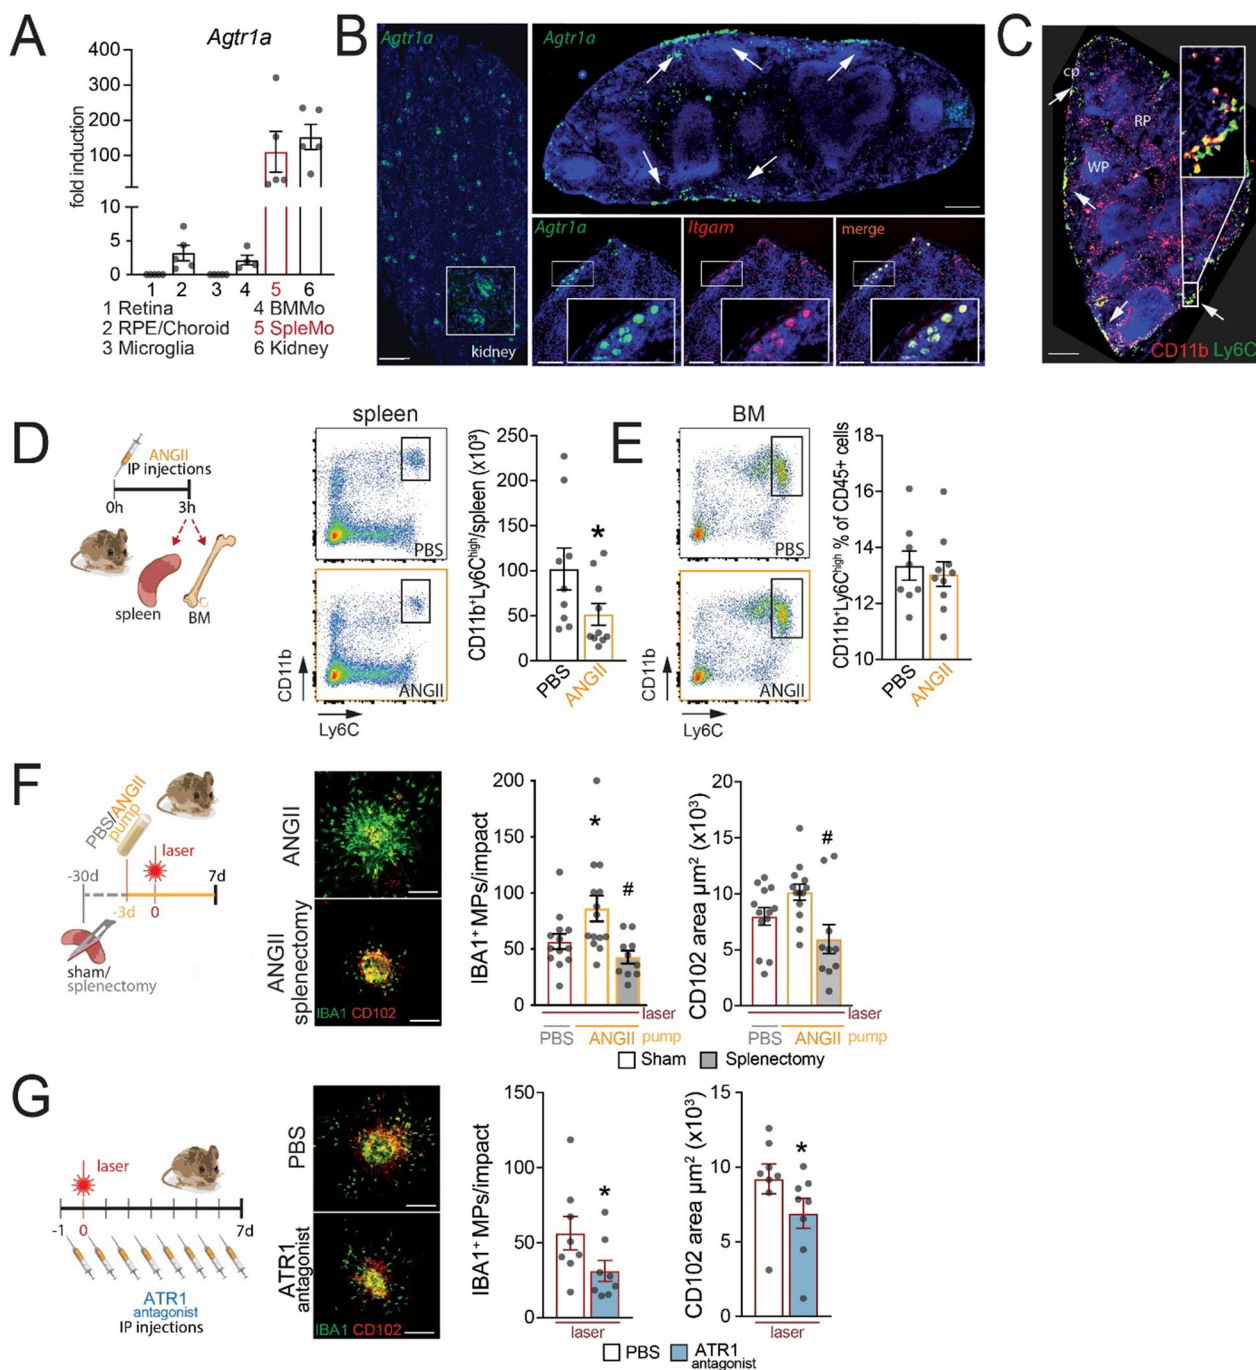 A
Agtr1a
fold induction
400
300
200
100
10
5
0
1 2 3 4 5 6
1 Retina 4 BMMo
2 RPE/Choroid 5 SpleMo
3 Microglia 6 Kidney
B
Agtr1a
kidney
Agtr1a
Agtr1a
Itgam
merge
C
cp
RP
WP
CD11b Ly6C
D
ANGII
IP injections
0h 3h
spleen
BM
spleen
PBS
ANGII
CD11b
Ly6C
CD11b⁺Ly6Cʰⁱᵍʰ/spleen (x10³)
250
200
150
100
50
0
*
PBS
ANGII
E
BM
PBS
ANGII
CD11b
Ly6C
CD11b⁺Ly6Cʰⁱᵍʰ % of CD45+ cells
18
16
14
12
10
PBS
ANGII
F
PBS/ANGII
pump
laser
-30d
-3d
0
7d
sham/
splenectomy
ANGII
ANGII
splenectomy
IBA1 CD102
IBA1⁺ MPs/impact
200
150
100
50
0
*
#
laser
PBS ANGII pump
CD102 area µm² (x10³)
20
15
10
5
0
#
laser
PBS ANGII pump
Sham Splenectomy
G
laser
-1 0 7d
ATR1
antagonist
IP injections
PBS
ATR1
antagonist
IBA1 CD102
IBA1⁺ MPs/impact
150
100
50
0
*
laser
CD102 area µm² (x10³)
15
10
5
0
*
laser
PBS ATR1
antagonist